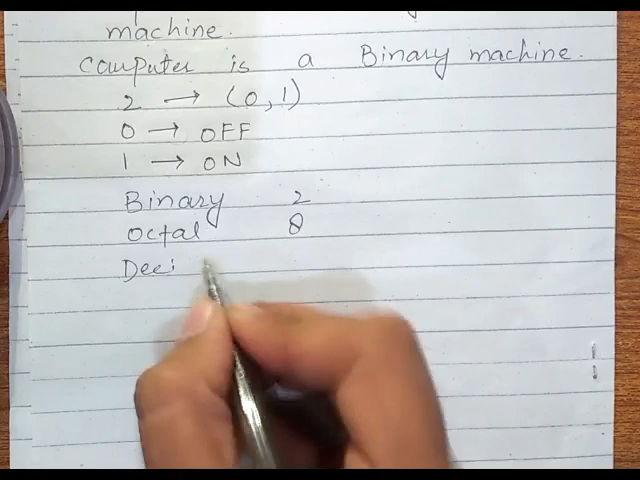 machine.
Computer is a Binary machine.
2 → (0,1)
0 → OFF
1 → ON
Binary 2
Octal 8
Deci